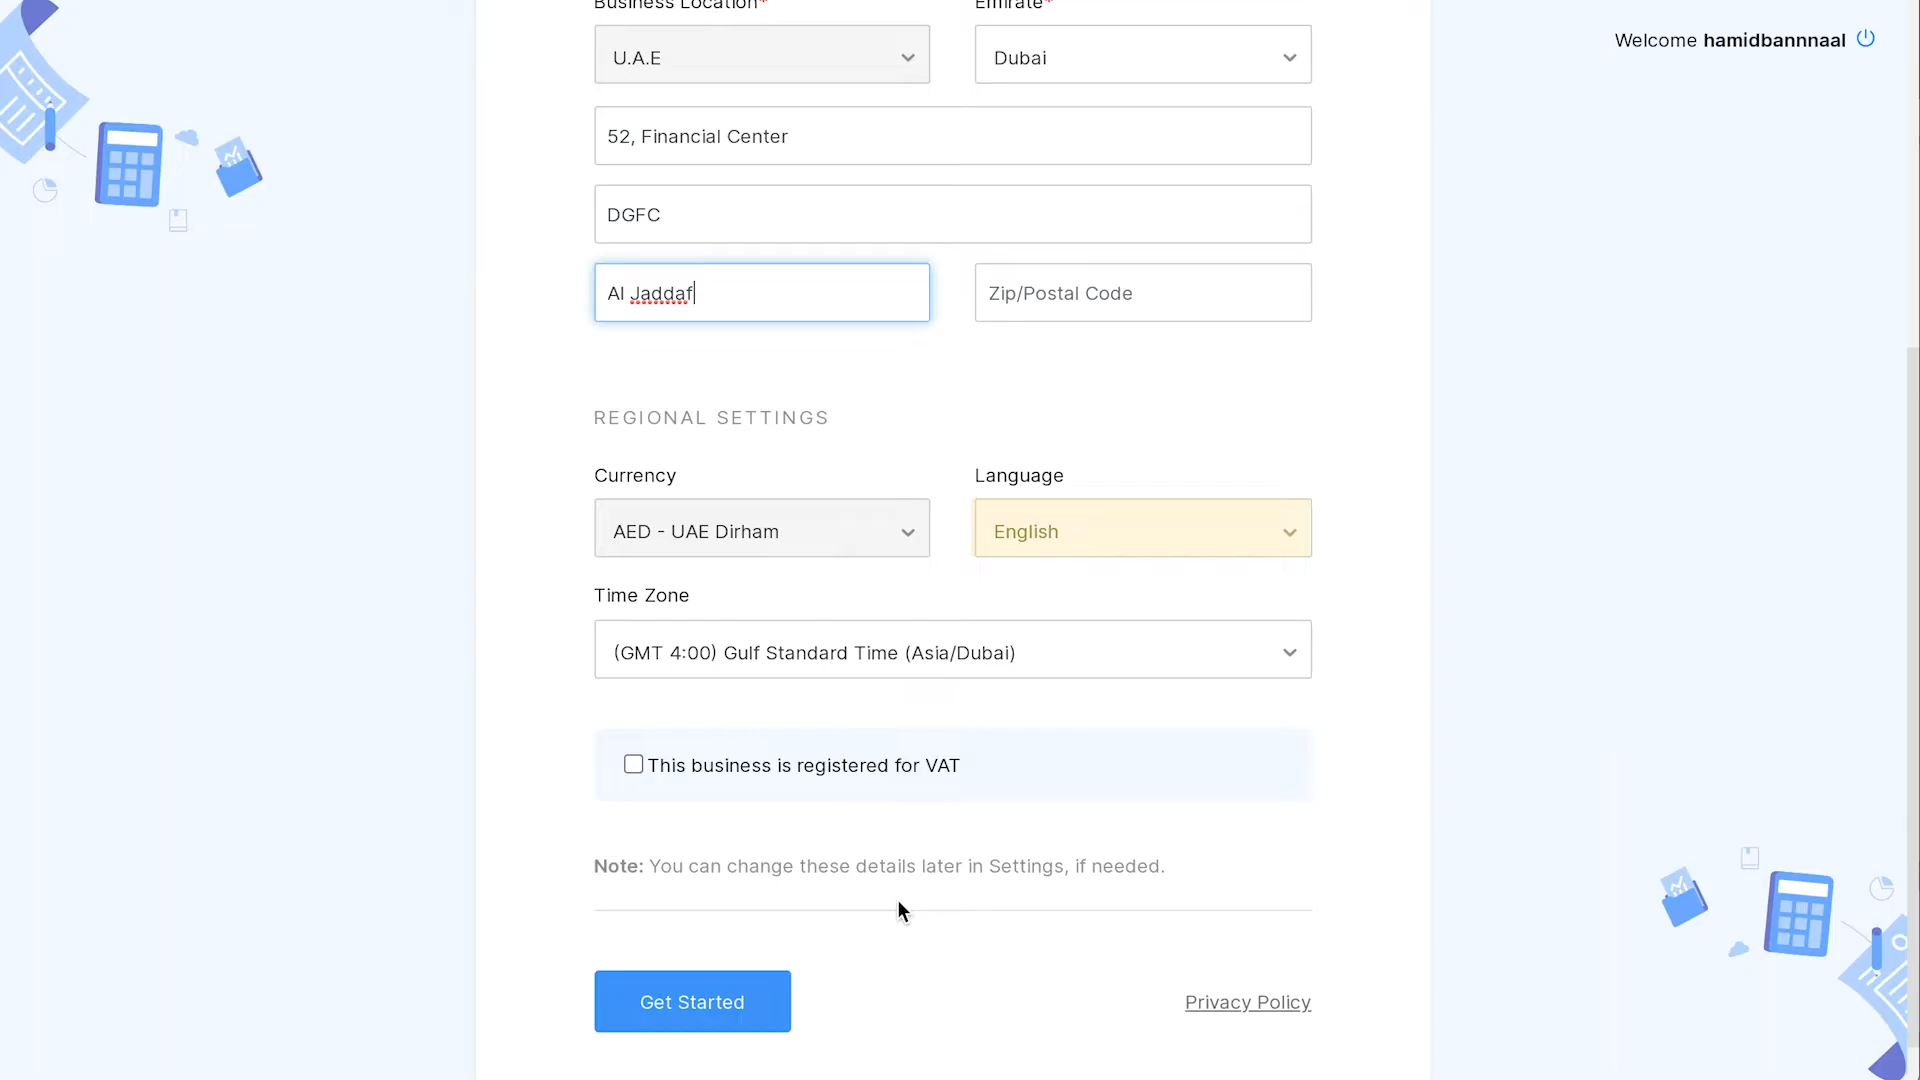 Business Location* Emirate*
Welcome hamidbannnaal
U.A.E Dubai
52, Financial Center
DGFC
Al Jaddaf Zip/Postal Code
REGIONAL SETTINGS
Currency Language
AED - UAE Dirham English
Time Zone
(GMT 4:00) Gulf Standard Time (Asia/Dubai)
This business is registered for VAT
Note: You can change these details later in Settings, if needed.
Get Started Privacy Policy